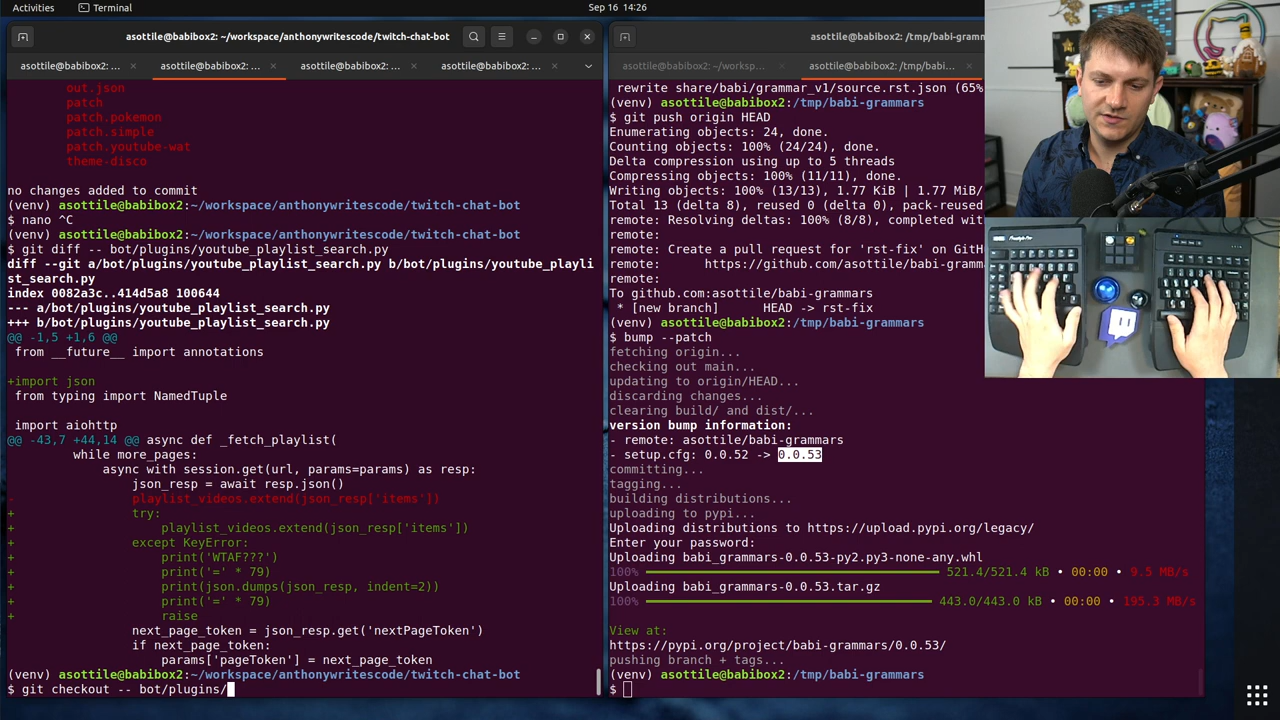 Activities
Terminal
Sep 16 14:26
asottile@babibox2: ~/workspace/anthonywritescode/twitch-chat-bot
asottile@babibox2: ... × asottile@babibox2: ... × asottile@babibox2: ... × asottile@babibox2: ...
out.json
patch
patch.pokemon
patch.simple
patch.youtube-wat
theme-disco
no changes added to commit
(venv) asottile@babibox2:~/workspace/anthonywritescode/twitch-chat-bot
$ nano ^C
(venv) asottile@babibox2:~/workspace/anthonywritescode/twitch-chat-bot
$ git diff -- bot/plugins/youtube_playlist_search.py
diff --git a/bot/plugins/youtube_playlist_search.py b/bot/plugins/youtube_playli
st_search.py
index 0082a3c..414d5a8 100644
--- a/bot/plugins/youtube_playlist_search.py
+++ b/bot/plugins/youtube_playlist_search.py
@@ -1,5 +1,6 @@
 from __future__ import annotations
+import json
 from typing import NamedTuple
 import aiohttp
@@ -43,7 +44,14 @@ async def _fetch_playlist(
         while more_pages:
             async with session.get(url, params=params) as resp:
                 json_resp = await resp.json()
-                playlist_videos.extend(json_resp['items'])
+                try:
+                    playlist_videos.extend(json_resp['items'])
+                except KeyError:
+                    print('WTAF???')
+                    print('=' * 79)
+                    print(json.dumps(json_resp, indent=2))
+                    print('=' * 79)
+                    raise
                 next_page_token = json_resp.get('nextPageToken')
                 if next_page_token:
                     params['pageToken'] = next_page_token
(venv) asottile@babibox2:~/workspace/anthonywritescode/twitch-chat-bot
$ git checkout -- bot/plugins/
asottile@babibox2: /tmp/babi-gramm
asottile@babibox2: ~/worksp... × asottile@babibox2: /tmp/babi... ×
 rewrite share/babi/grammar_v1/source.rst.json (65%
(venv) asottile@babibox2:/tmp/babi-grammars
$ git push origin HEAD
Enumerating objects: 24, done.
Counting objects: 100% (24/24), done.
Delta compression using up to 5 threads
Compressing objects: 100% (11/11), done.
Writing objects: 100% (13/13), 1.77 KiB | 1.77 MiB/
Total 13 (delta 8), reused 0 (delta 0), pack-reused
remote: Resolving deltas: 100% (8/8), completed wit
remote:
remote: Create a pull request for 'rst-fix' on GitH
remote:      https://github.com/asottile/babi-gramm
remote:
To github.com:asottile/babi-grammars
 * [new branch]      HEAD -> rst-fix
(venv) asottile@babibox2:/tmp/babi-grammars
$ bump --patch
fetching origin...
checking out main...
updating to origin/HEAD...
discarding changes...
clearing build/ and dist/...
version bump information:
- remote: asottile/babi-grammars
- setup.cfg: 0.0.52 -> 0.0.53
committing...
tagging...
building distributions...
uploading to pypi...
Uploading distributions to https://upload.pypi.org/legacy/
Enter your password:
Uploading babi_grammars-0.0.53-py2.py3-none-any.whl
100% 521.4/521.4 kB • 00:00 • 9.5 MB/s
Uploading babi_grammars-0.0.53.tar.gz
100% 443.0/443.0 kB • 00:00 • 195.3 MB/s
View at:
https://pypi.org/project/babi-grammars/0.0.53/
pushing branch + tags...
(venv) asottile@babibox2:/tmp/babi-grammars
$